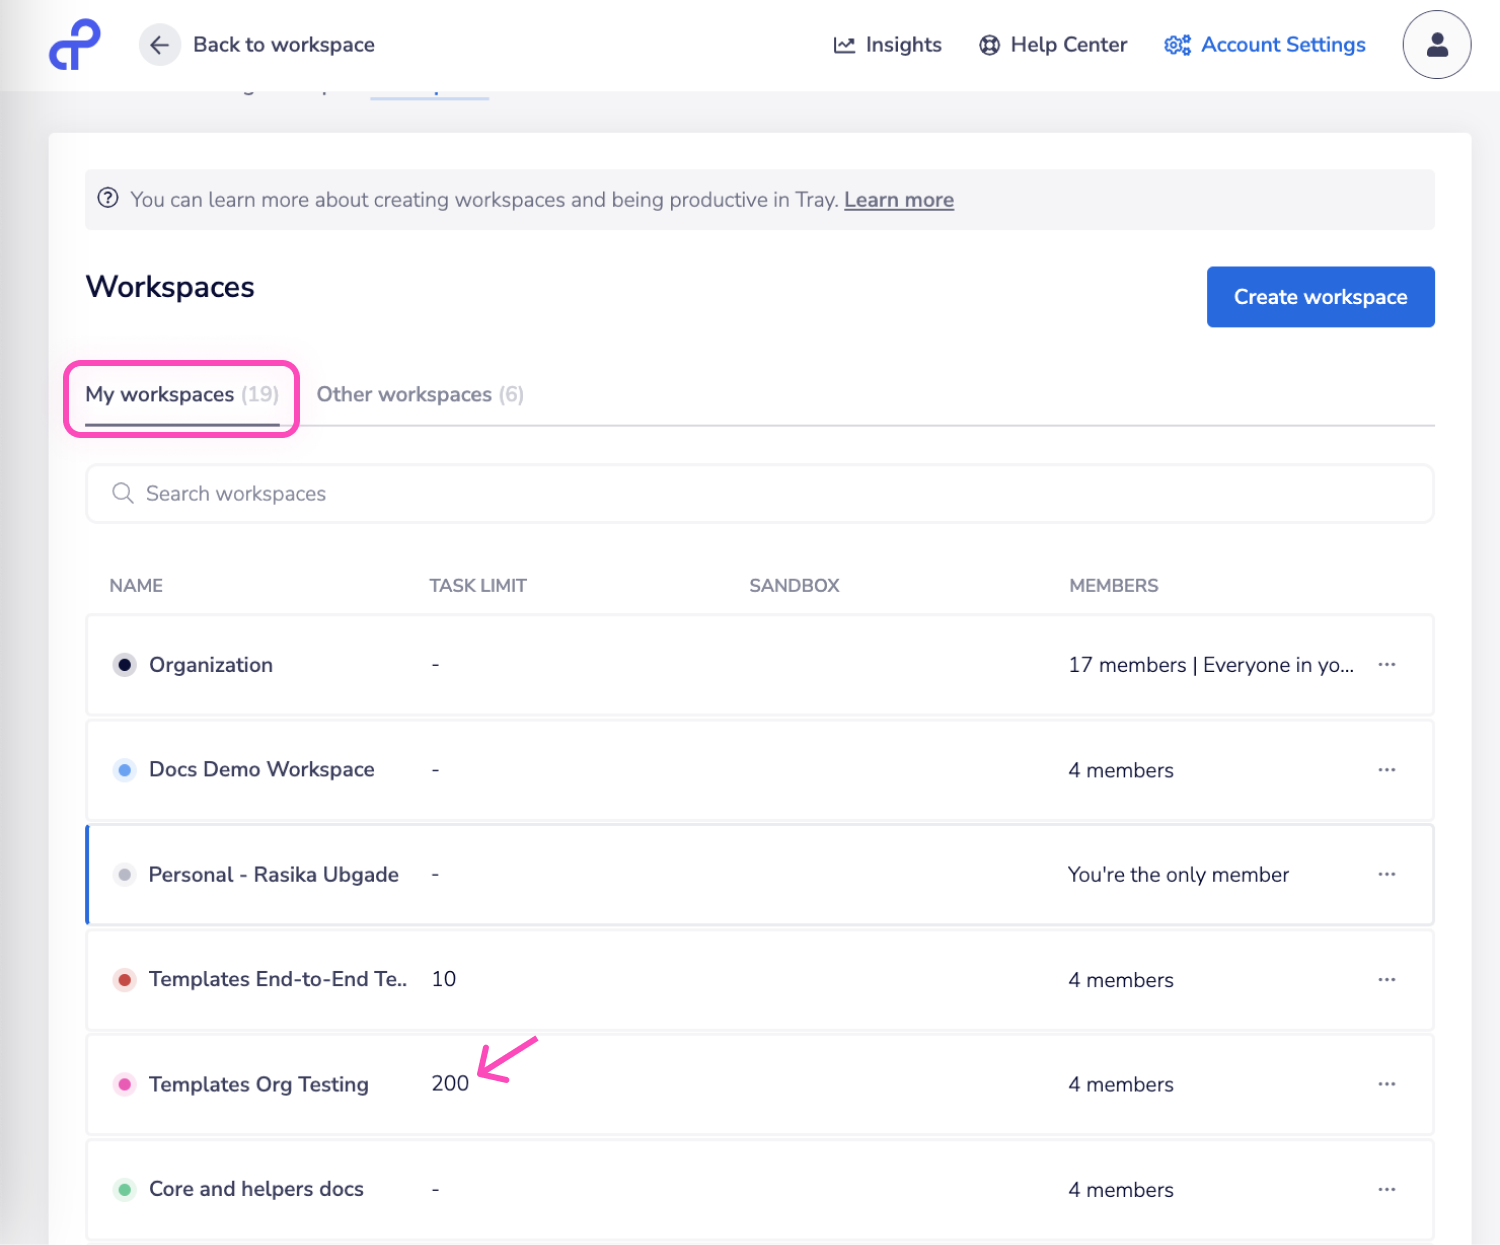 Back to workspace
Insights
Help Center
Account Settings
You can learn more about creating workspaces and being productive in Tray. Learn more
Workspaces
Create workspace
My workspaces (19)
Other workspaces (6)
Search workspaces
NAME TASK LIMIT SANDBOX MEMBERS
Organization - 17 members | Everyone in yo... ...
Docs Demo Workspace - 4 members ...
Personal - Rasika Ubgade - You're the only member ...
Templates End-to-End Te.. 10 4 members ...
Templates Org Testing 200 4 members ...
Core and helpers docs - 4 members ...